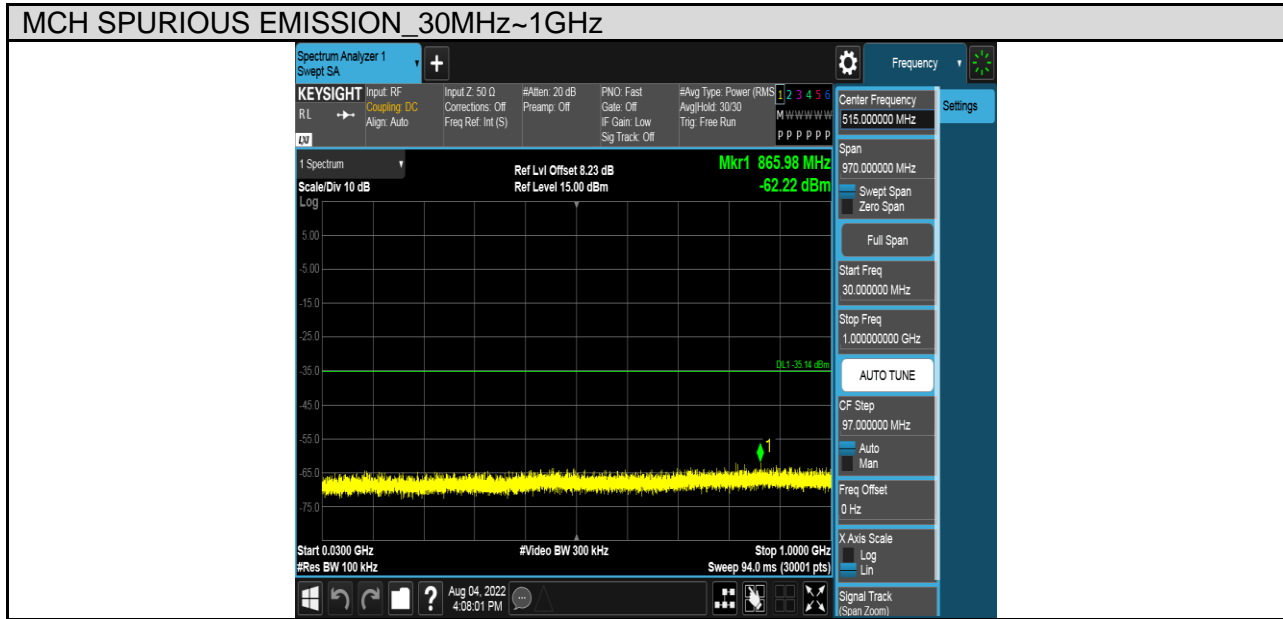 MCH SPURIOUS EMISSION_30MHz~1GHz
Spectrum Analyzer 1
Swept SA
Frequency
KEYSIGHT
RL
LXI
Input: RF
Coupling: DC
Align: Auto
Input Z: 50 Ω
Corrections: Off
Freq Ref: Int (S)
#Atten: 20 dB
Preamp: Off
PNO: Fast
Gate: Off
IF Gain: Low
Sig Track: Off
#Avg Type: Power (RMS
Avg|Hold: 30/30
Trig: Free Run
1 2 3 4 5 6
M W W W W W
P P P P P P
1 Spectrum
Scale/Div 10 dB
Log
Ref Lvl Offset 8.23 dB
Ref Level 15.00 dBm
Mkr1 865.98 MHz
-62.22 dBm
5.00
-5.00
-15.0
-25.0
-35.0
DL1 -35.14 dBm
-45.0
-55.0
1
-65.0
-75.0
Start 0.0300 GHz
#Res BW 100 kHz
#Video BW 300 kHz
Stop 1.0000 GHz
Sweep 94.0 ms (30001 pts)
Aug 04, 2022
4:08:01 PM
Center Frequency
515.000000 MHz
Settings
Span
970.000000 MHz
Swept Span
Zero Span
Full Span
Start Freq
30.000000 MHz
Stop Freq
1.000000000 GHz
AUTO TUNE
CF Step
97.000000 MHz
Auto
Man
Freq Offset
0 Hz
X Axis Scale
Log
Lin
Signal Track
(Span Zoom)